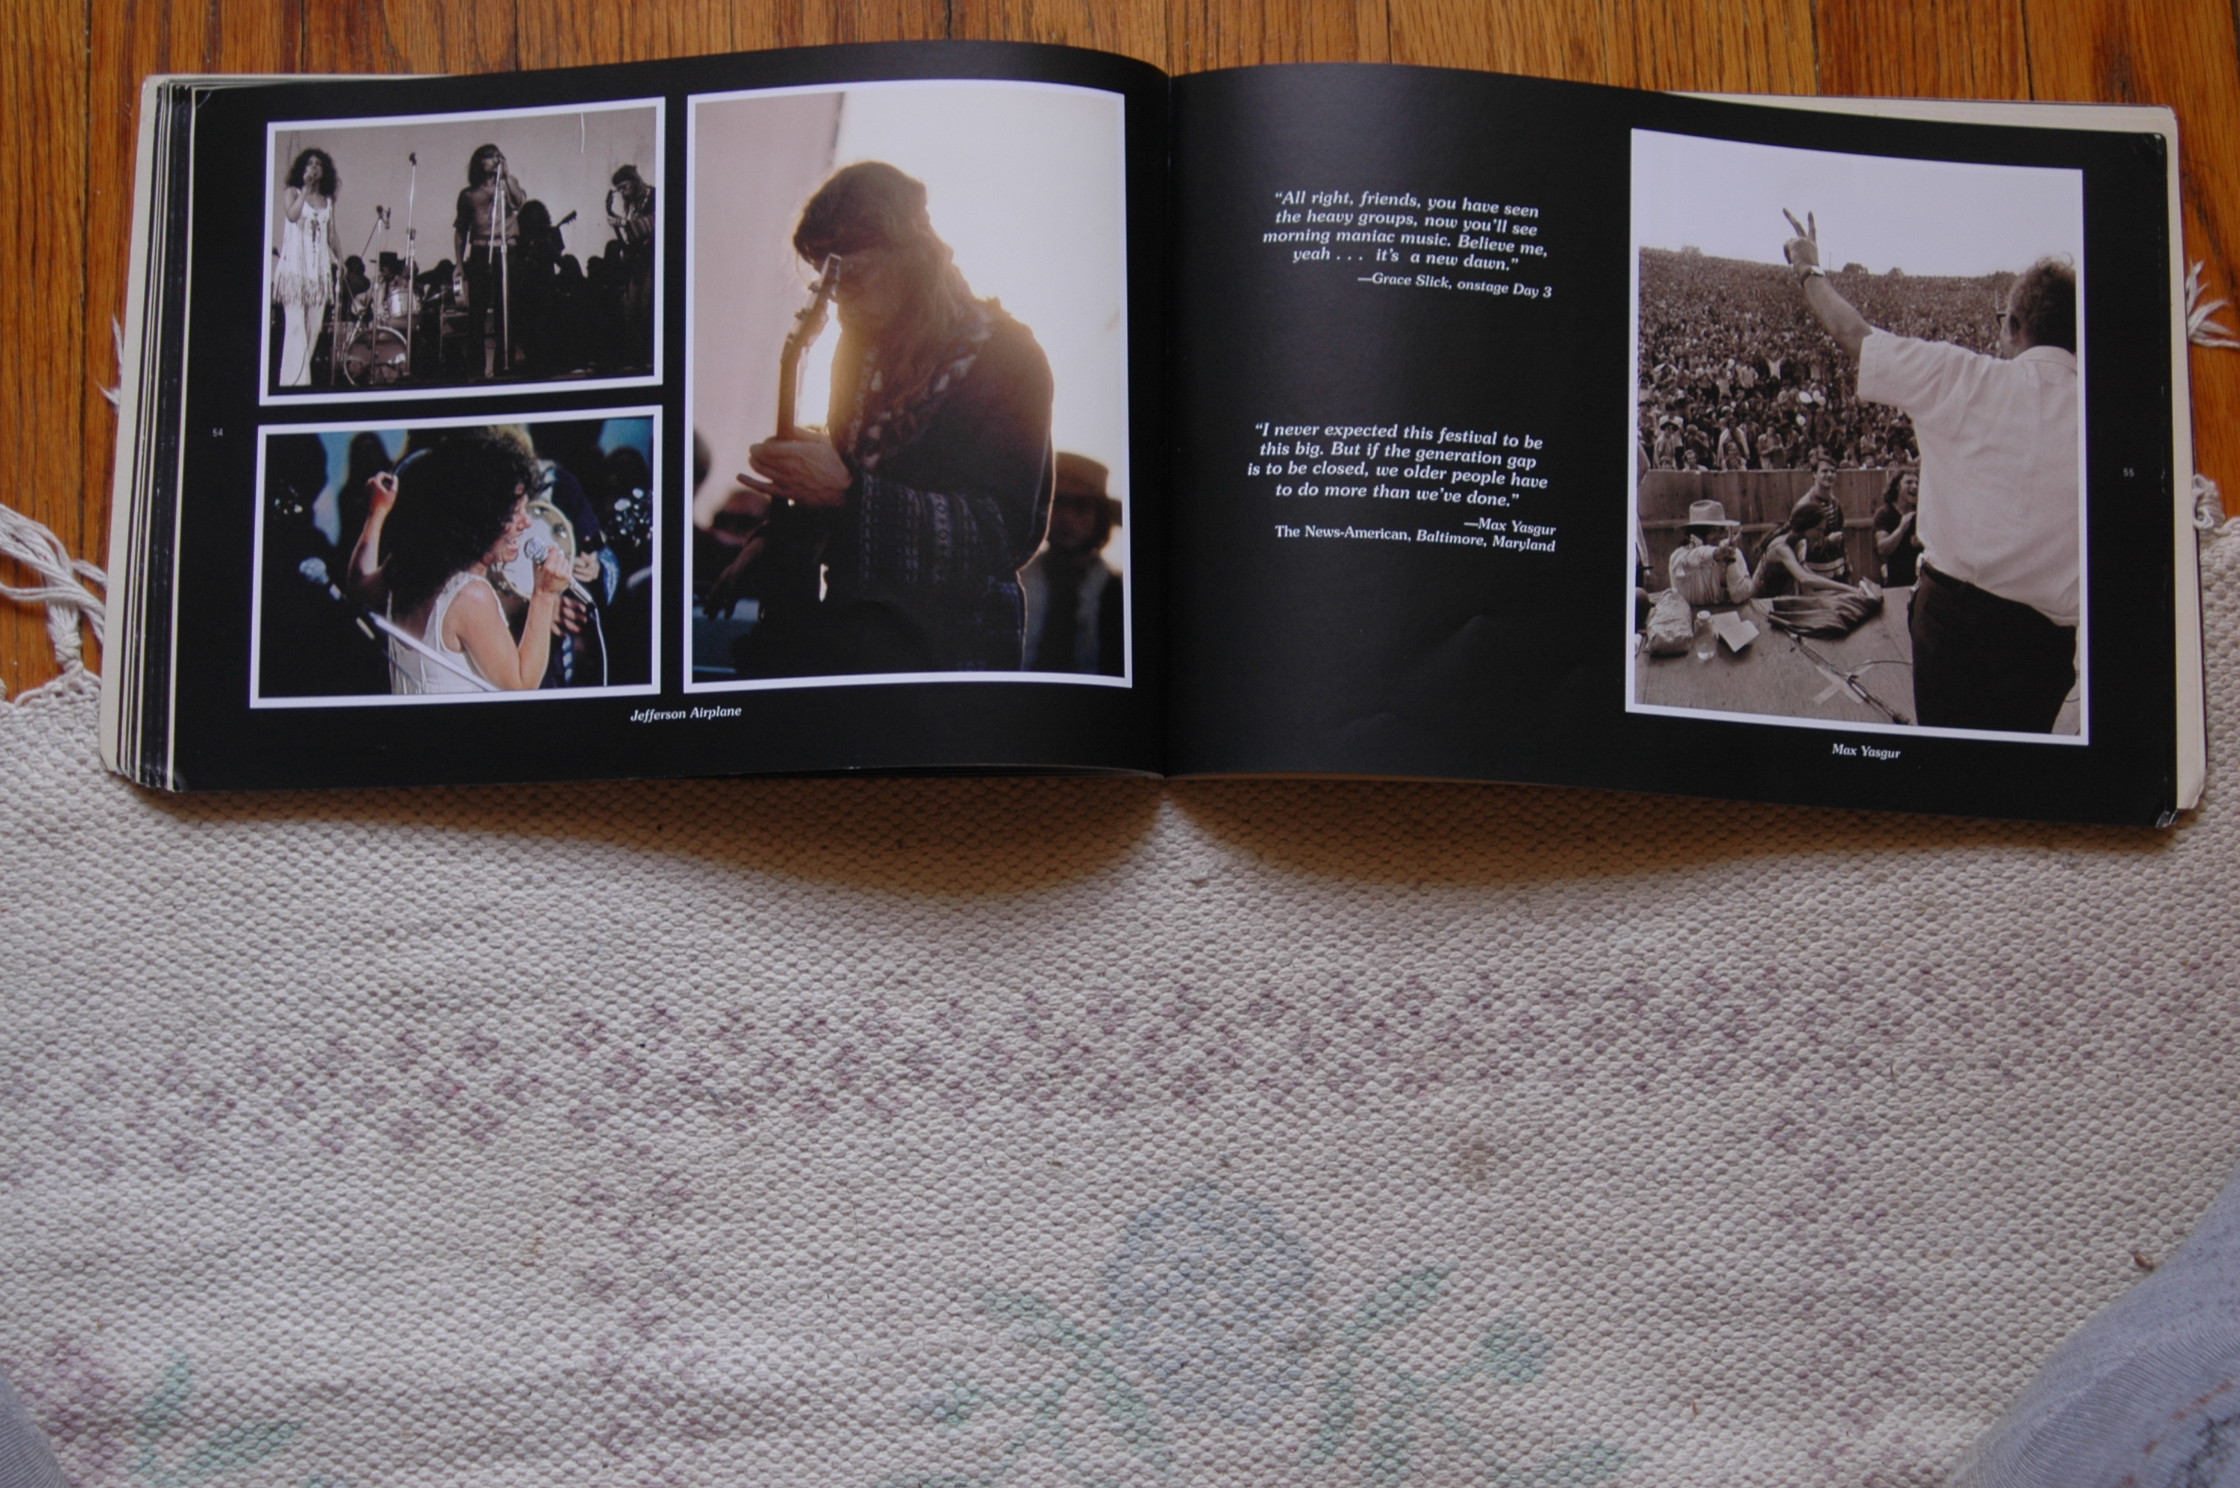 54
Jefferson Airplane
“All right, friends, you have seen
the heavy groups, now you’ll see
morning maniac music. Believe me,
yeah . . . it’s a new dawn.”
—Grace Slick, onstage Day 3
“I never expected this festival to be
this big. But if the generation gap
is to be closed, we older people have
to do more than we’ve done.”
—Max Yasgur
The News-American, Baltimore, Maryland
Max Yasgur
55